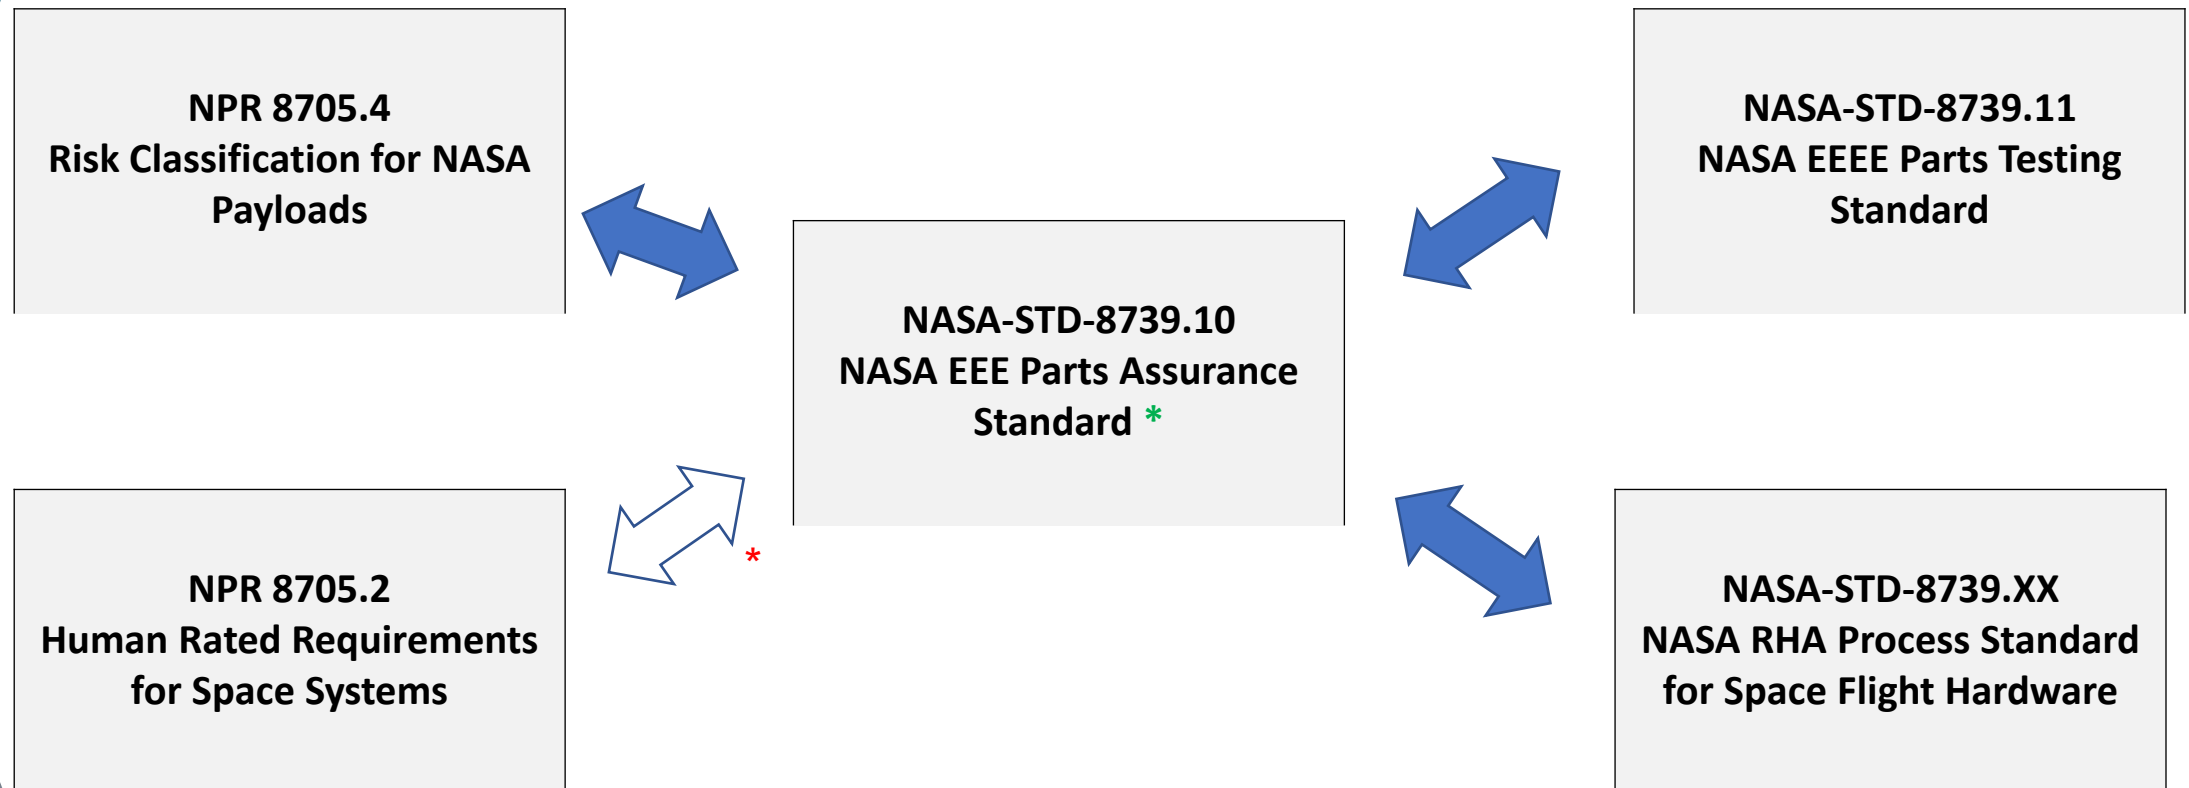 NPR 8705.4
Risk Classification for NASA
Payloads
NASA-STD-8739.11
NASA EEEE Parts Testing
Standard
NASA-STD-8739.10
NASA EEE Parts Assurance
Standard *
*
NPR 8705.2
Human Rated Requirements
for Space Systems
NASA-STD-8739.XX
NASA RHA Process Standard
for Space Flight Hardware